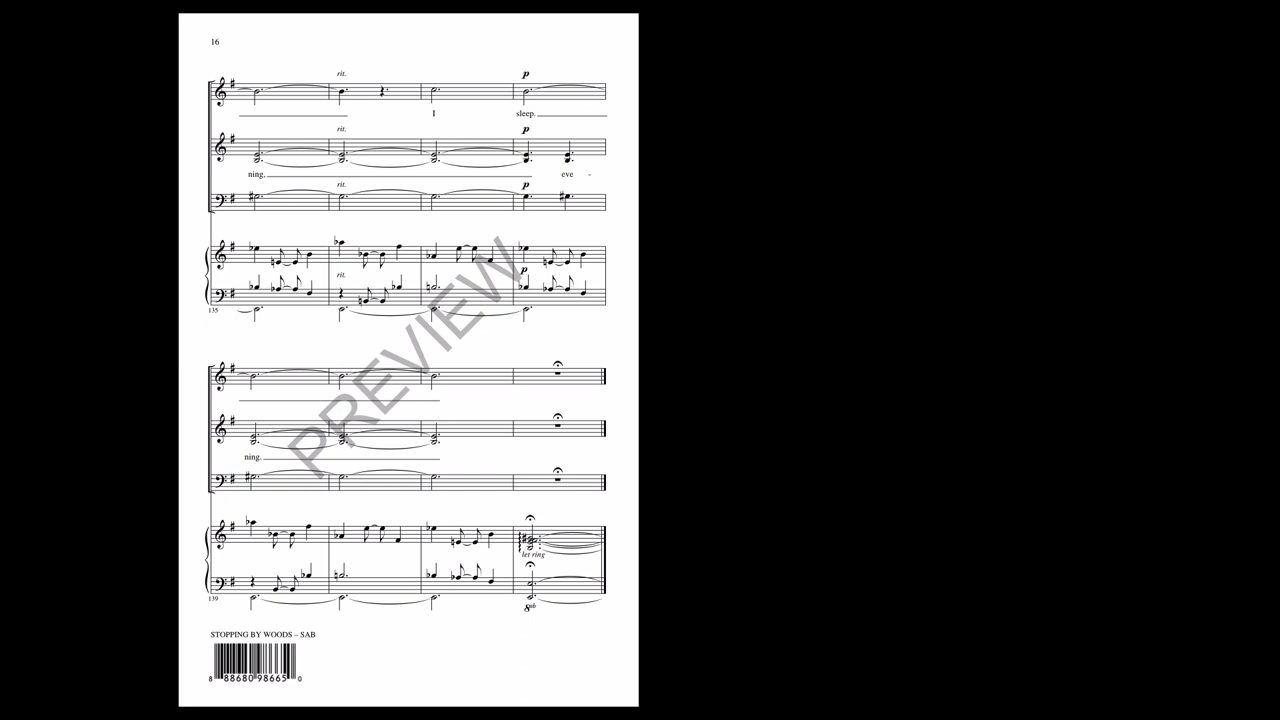 16
rit.
p
I sleep.
rit.
p
ning, eve -
rit.
p
rit.
p
135
PREVIEW
ning.
let ring
139
8vb
STOPPING BY WOODS – SAB
8 88680 98665 0